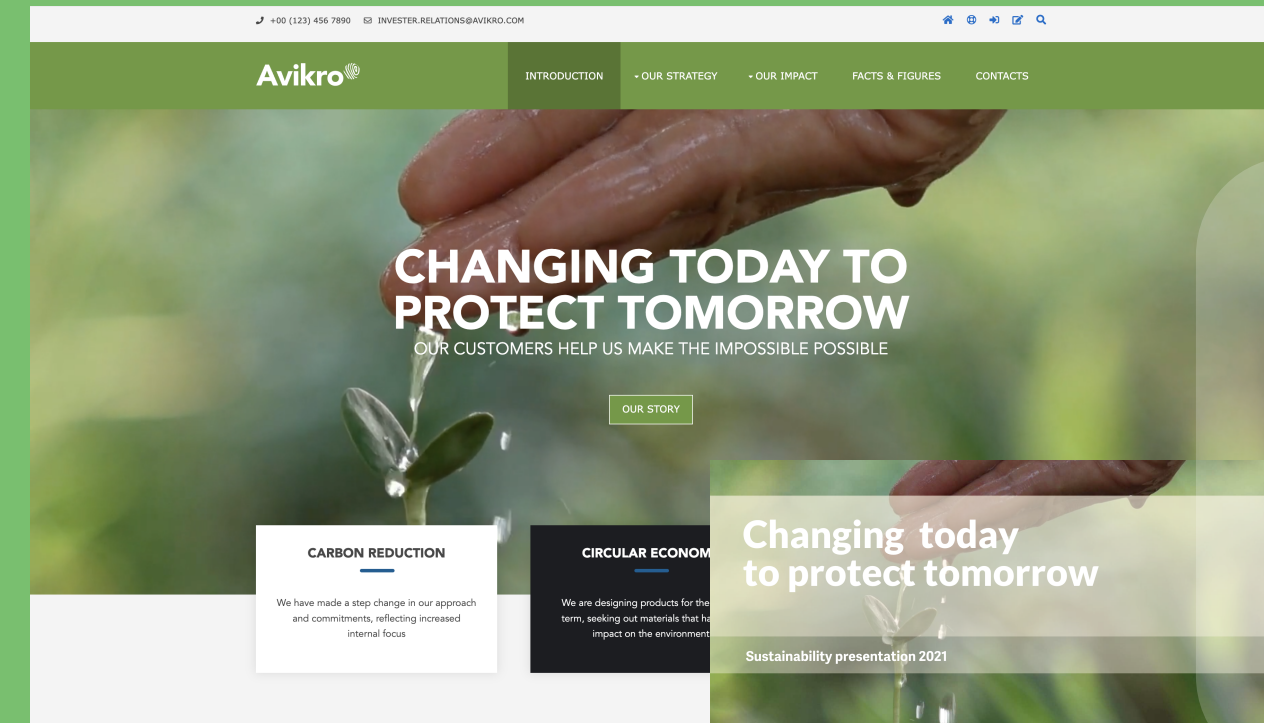 +00 (123) 456 7890 INVESTER.RELATIONS@AVIKRO.COM
Avikro
INTRODUCTION OUR STRATEGY OUR IMPACT FACTS & FIGURES CONTACTS
CHANGING TODAY TO
PROTECT TOMORROW
OUR CUSTOMERS HELP US MAKE THE IMPOSSIBLE POSSIBLE
OUR STORY
CARBON REDUCTION
We have made a step change in our approach
and commitments, reflecting increased
internal focus
CIRCULAR ECONOM
We are designing products for the
term, seeking out materials that ha
impact on the environment
Changing today
to protect tomorrow
Sustainability presentation 2021